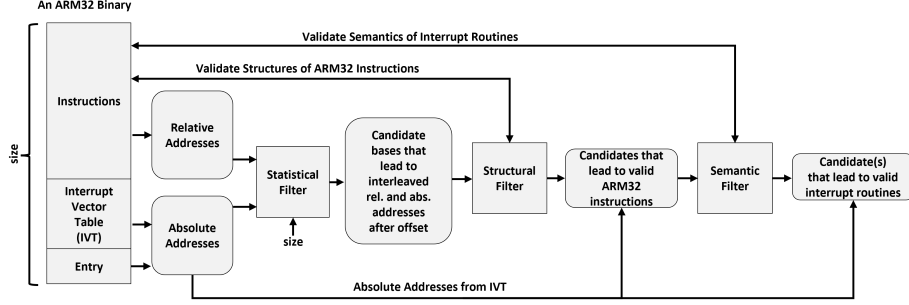 An ARM32 Binary
Validate Semantics of Interrupt Routines
Validate Structures of ARM32 Instructions
size
Instructions
Interrupt
Vector
Table
(IVT)
Entry
Relative
Addresses
Absolute
Addresses
Statistical
Filter
size
Candidate
bases that
lead to
interleaved
rel. and abs.
addresses
after offset
Structural
Filter
Candidates that
lead to valid
ARM32
instructions
Semantic
Filter
Candidate(s)
that lead to valid
interrupt routines
Absolute Addresses from IVT